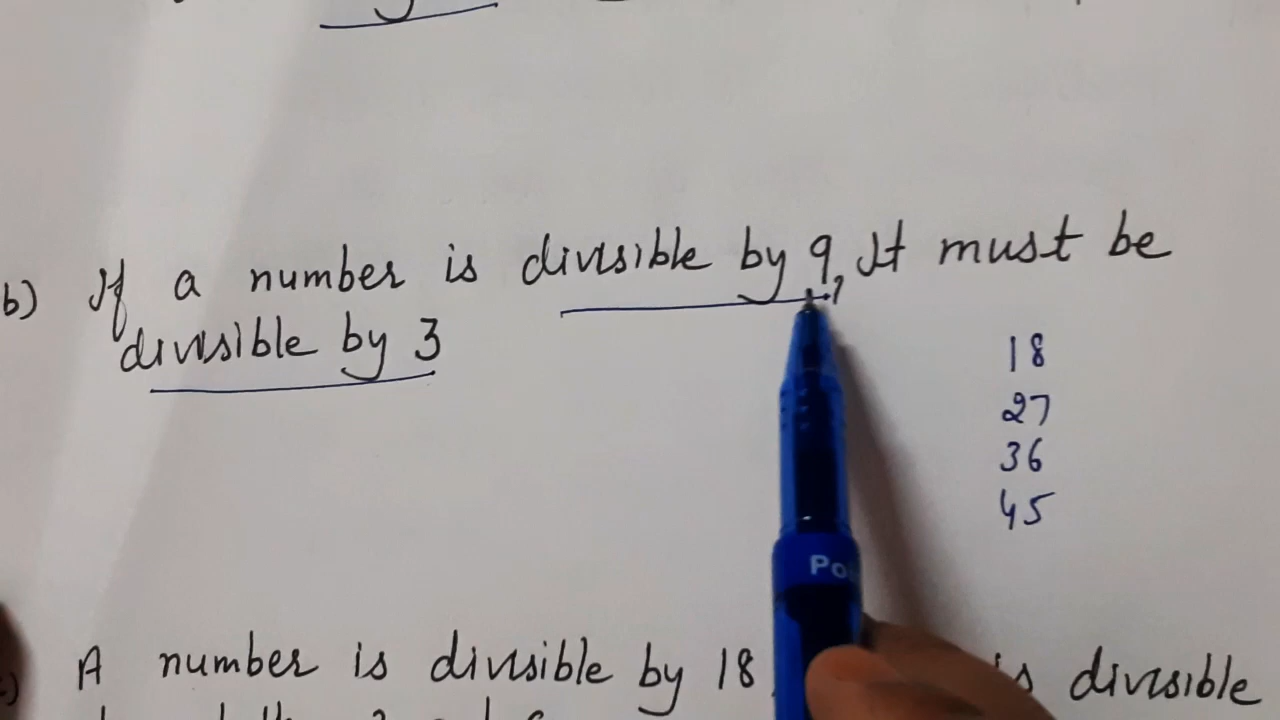 b) If a number is divisible by 9, It must be
divisible by 3
18
27
36
45
A number is divisible by 18, is divisible